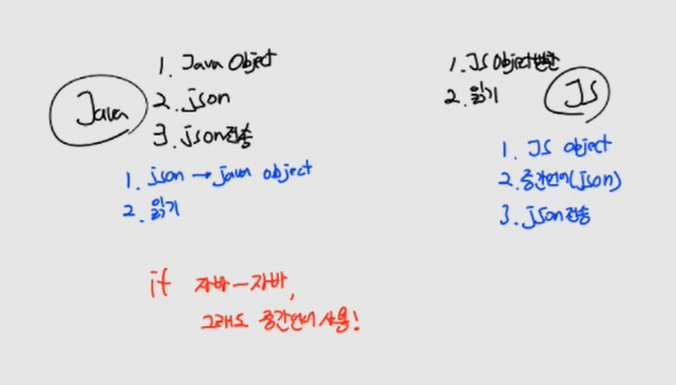 Java
1. Java Object
2. json
3. json전송
1. json → java object
2. 읽기
1. JS Object변환
2. 읽기
JS
1. JS object
2. 중간언어(json)
3. json전송
if 자바-자바,
그래도 중간언어 사용!